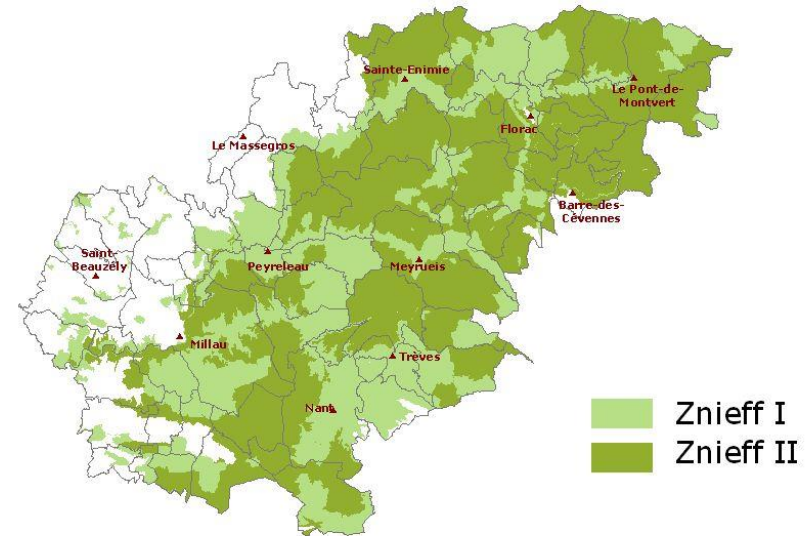 Sainte-Enimie
Le Pont-de-
Montvert
Florac
Le Massegros
Barre-des-
Cévennes
Saint-
Beauzély
Peyreleau
Meyrueis
Millau
Trèves
Nant
Znieff I
Znieff II